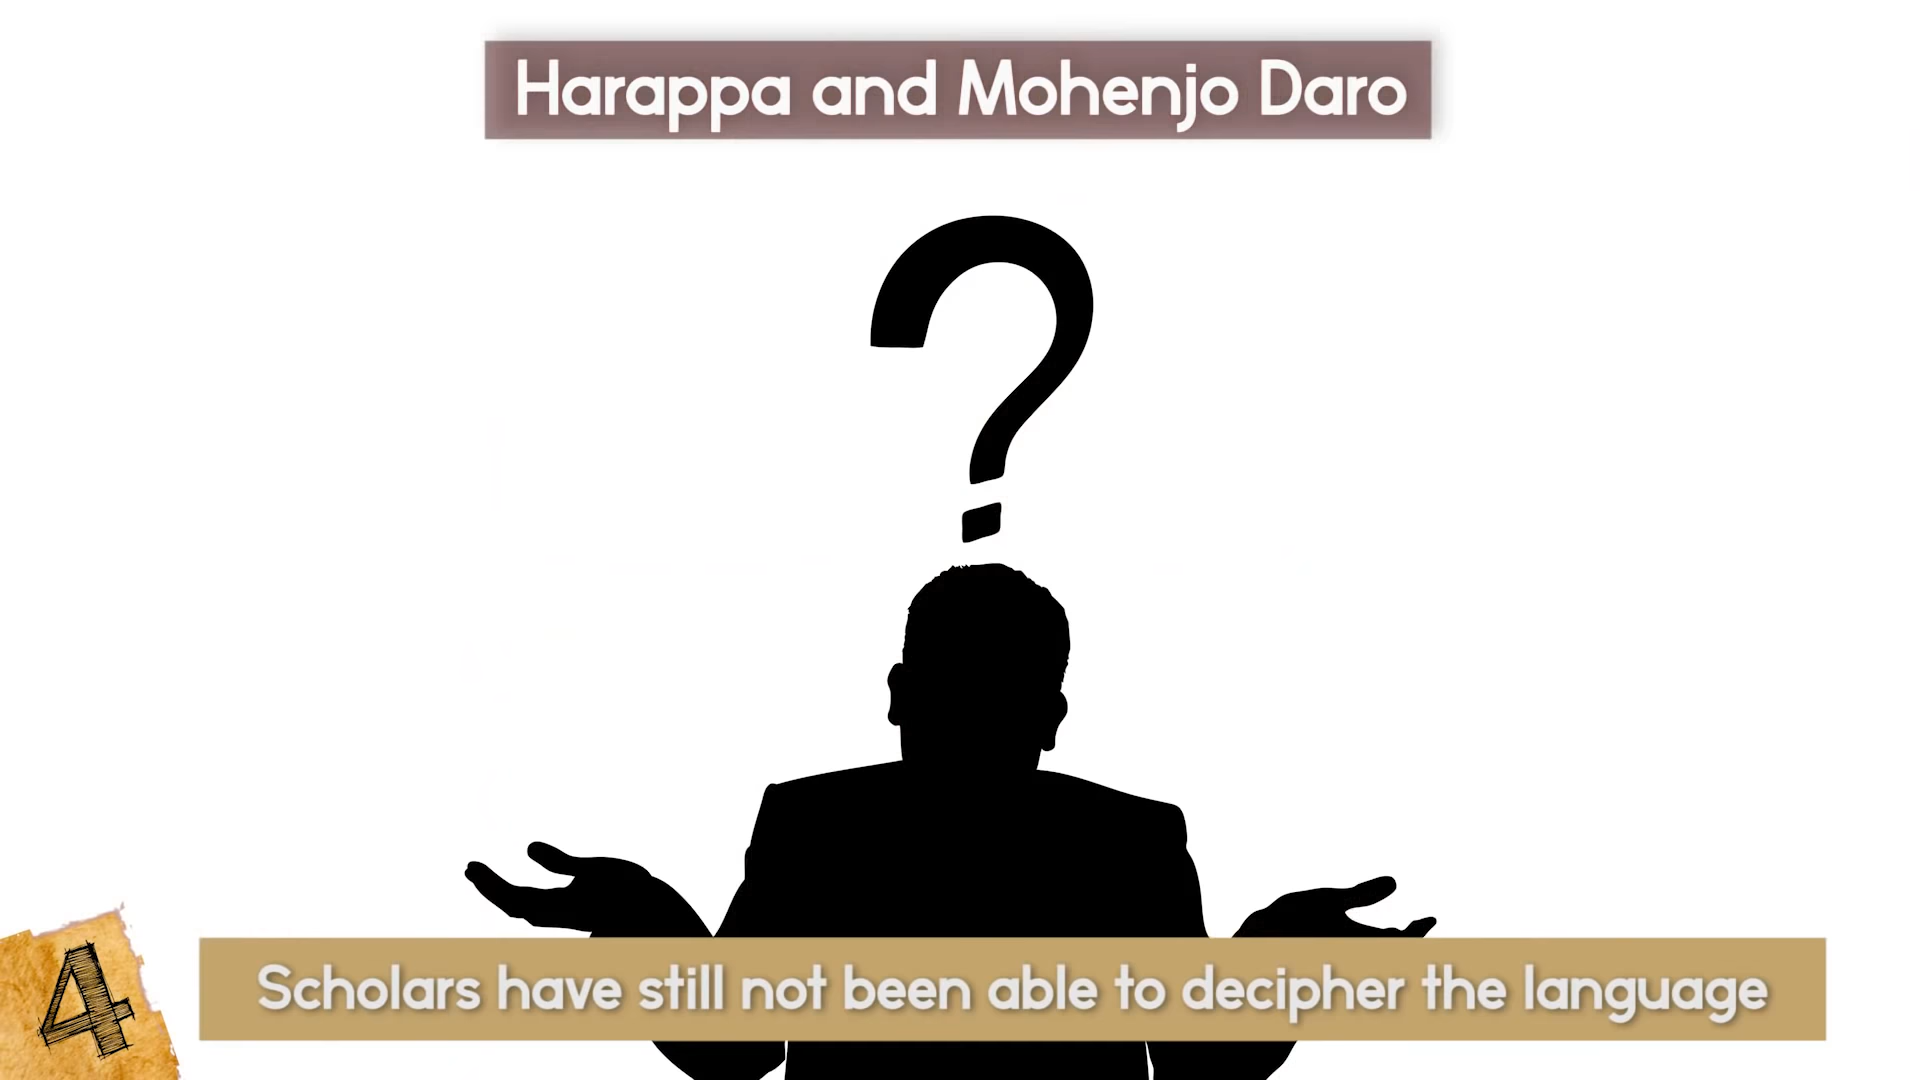 Harappa and Mohenjo Daro
?
4
Scholars have still not been able to decipher the language